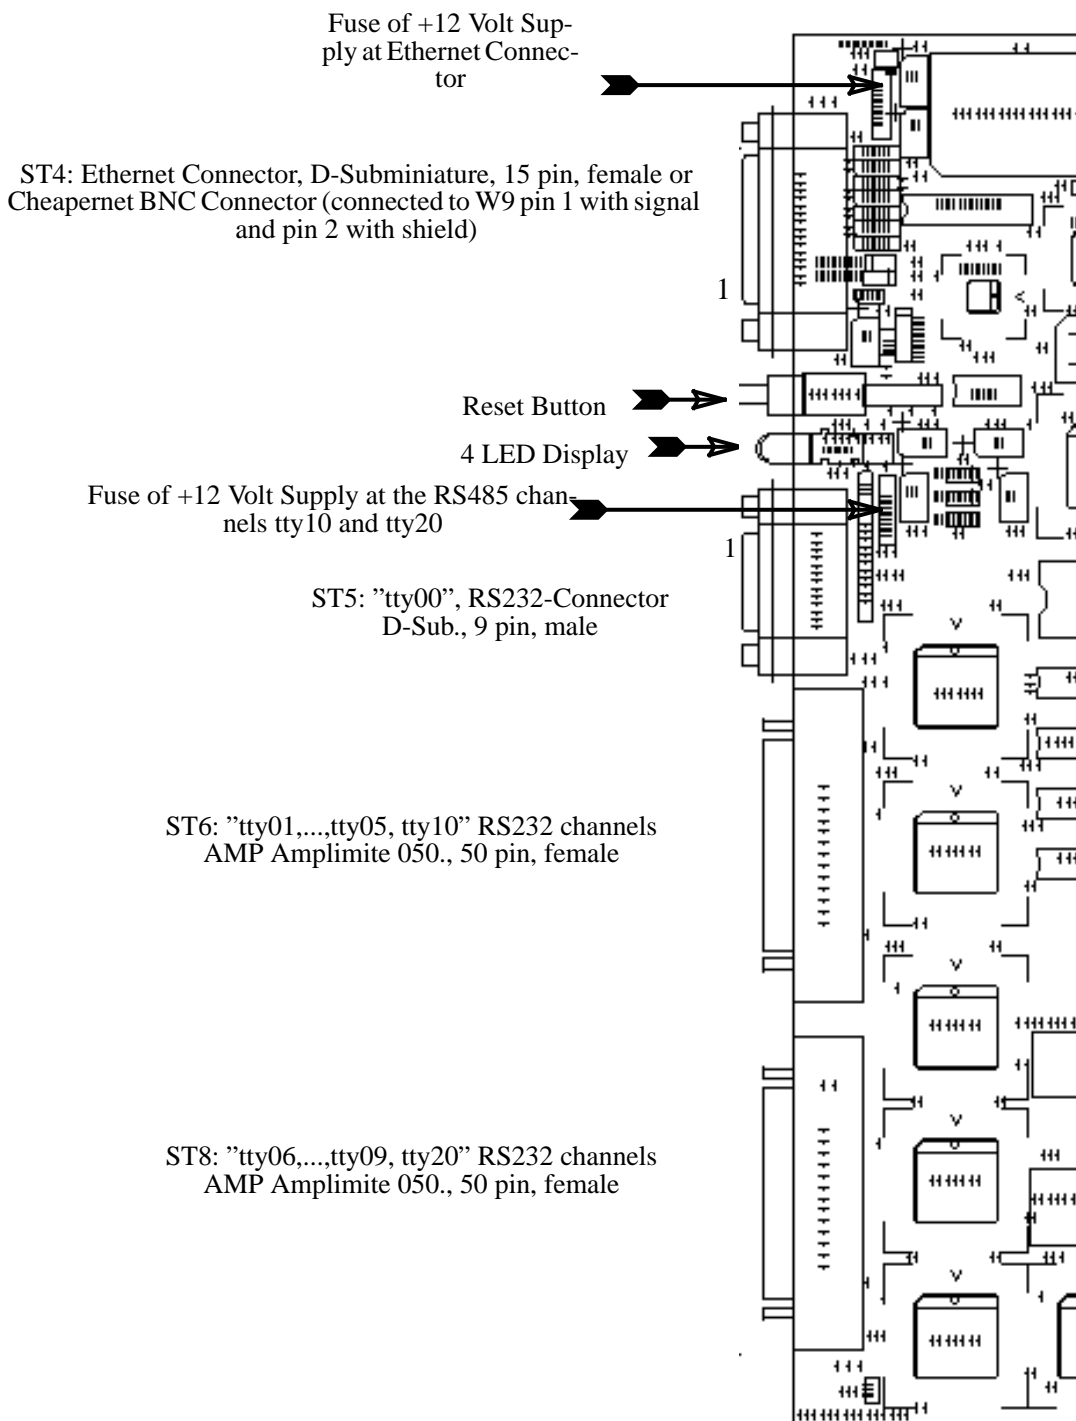 Fuse of +12 Volt Sup-
ply at Ethernet Connec-
tor
ST4: Ethernet Connector, D-Subminiature, 15 pin, female or
Cheapernet BNC Connector (connected to W9 pin 1 with signal
and pin 2 with shield)
1
Reset Button
4 LED Display
Fuse of +12 Volt Supply at the RS485 chan-
nels tty10 and tty20
1
ST5: ”tty00”, RS232-Connector
D-Sub., 9 pin, male
ST6: ”tty01,...,tty05, tty10” RS232 channels
AMP Amplimite 050., 50 pin, female
ST8: ”tty06,...,tty09, tty20” RS232 channels
AMP Amplimite 050., 50 pin, female